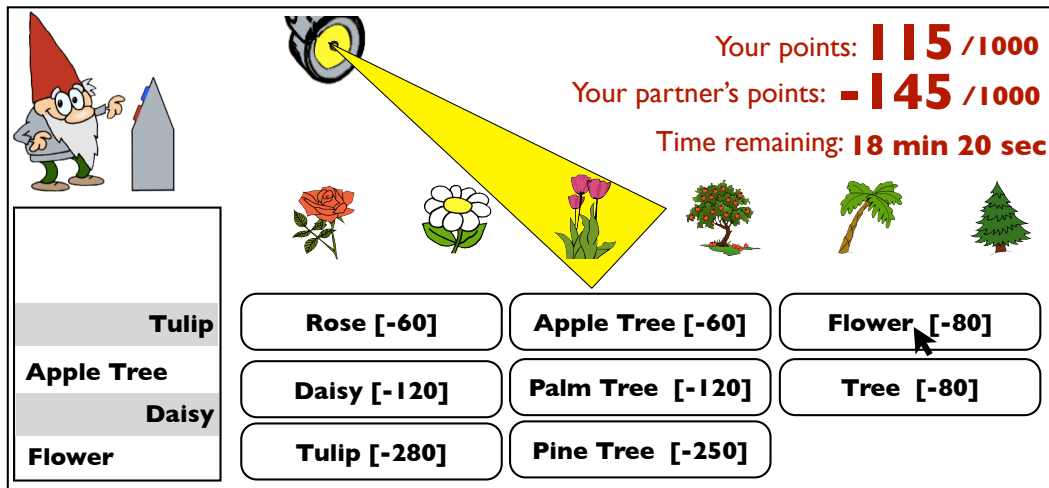 Your points: 115 /1000
Your partner's points: -145 /1000
Time remaining: 18 min 20 sec
Tulip
Apple Tree
Daisy
Flower
Rose [-60] Apple Tree [-60] Flower [-80]
Daisy [-120] Palm Tree [-120] Tree [-80]
Tulip [-280] Pine Tree [-250]